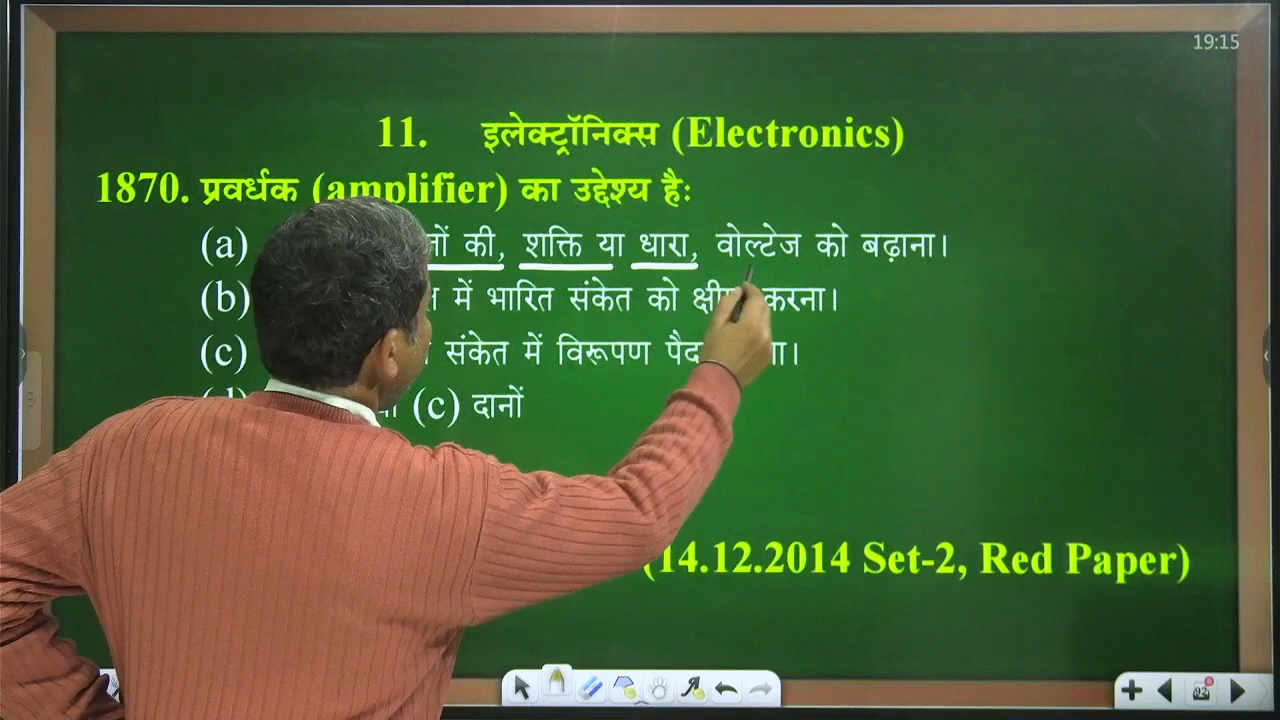 19:15
11. इलेक्ट्रॉनिक्स (Electronics)
1870. प्रवर्धक (amplifier) का उद्देश्य हैः
(a) की, शक्ति या धारा, वोल्टेज को बढ़ाना।
(b) में भारित संकेत को करना।
(c) संकेत में विरूपण
(c) दानों
(14.12.2014 Set-2, Red Paper)